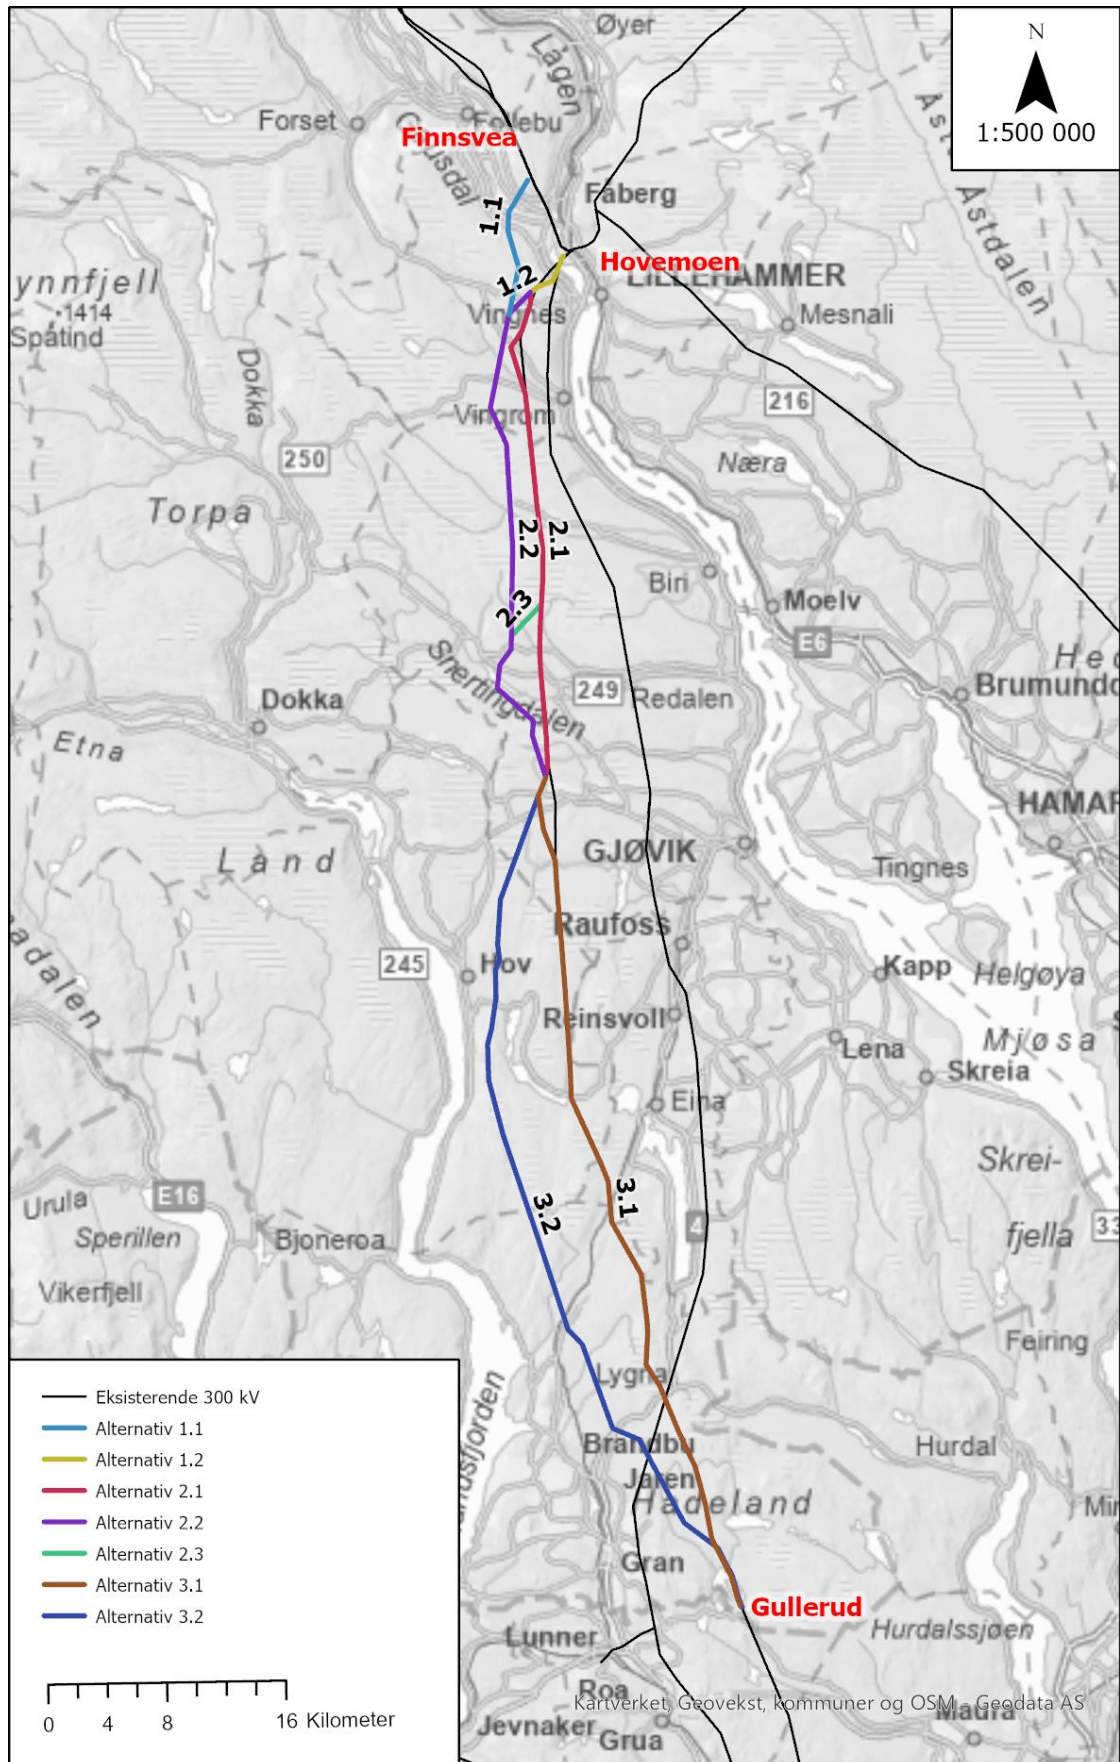 Øyer
N
1:500 000
Lågen
Forset
Follebu
Finnsvea
Gausdal
Fåberg
Åstdalen
1.1
Hovemoen
LILLEHAMMER
1.2
Vingnes
Mesnali
ynnfjell
1414
Spåtind
Dokka
Vingrom
216
250
Næra
Torpa
2.2
2.1
Biri
Moelv
2.3
E6
Snertingdalen
249
Redalen
Brumundd
Dokka
Etna
HAMAR
Land
GJØVIK
Tingnes
Raufoss
adalen
245
Hov
Kapp
Helgøya
Reinsvoll
Mjøsa
Lena
Skreia
Eina
Skrei-
fjella
E16
Urula
3.2
3.1
4
33
Sperillen
Bjoneroa
Vikerfjell
Feiring
Lygna
Brandbu
Jaren
Hadeland
Hurdal
Gran
Gullerud
Hurdalssjøen
Lunner
Roa
Jevnaker
Grua
Maura
Eksisterende 300 kV
Alternativ 1.1
Alternativ 1.2
Alternativ 2.1
Alternativ 2.2
Alternativ 2.3
Alternativ 3.1
Alternativ 3.2
0 4 8 16 Kilometer
Kartverket, Geovekst, kommuner og OSM - Geodata AS